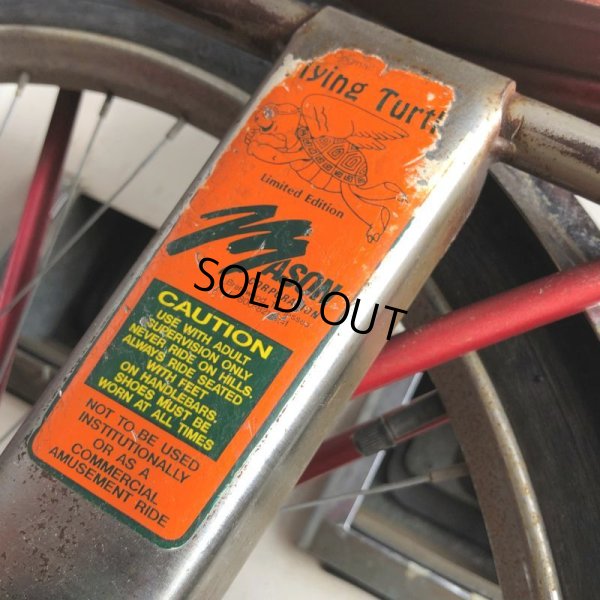 lying Turtl
Limited Edition
MASON
CORPORATION
SOLD OUT
CAUTION
USE WITH ADULT
SUPERVISION ONLY
NEVER RIDE ON HILLS.
ALWAYS RIDE SEATED
WITH FEET
ON HANDLEBARS.
SHOES MUST BE
WORN AT ALL TIMES
NOT TO BE USED
INSTITUTIONALLY
OR AS A
COMMERCIAL
AMUSEMENT RIDE